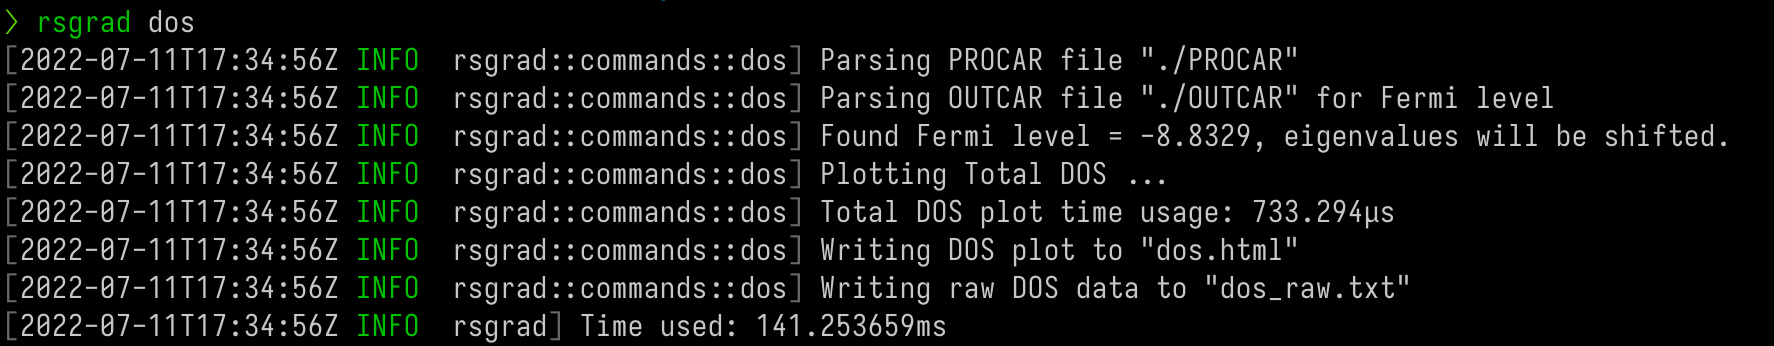 ❯ rsgrad dos
[2022-07-11T17:34:56Z INFO  rsgrad::commands::dos] Parsing PROCAR file "./PROCAR"
[2022-07-11T17:34:56Z INFO  rsgrad::commands::dos] Parsing OUTCAR file "./OUTCAR" for Fermi level
[2022-07-11T17:34:56Z INFO  rsgrad::commands::dos] Found Fermi level = -8.8329, eigenvalues will be shifted.
[2022-07-11T17:34:56Z INFO  rsgrad::commands::dos] Plotting Total DOS ...
[2022-07-11T17:34:56Z INFO  rsgrad::commands::dos] Total DOS plot time usage: 733.294µs
[2022-07-11T17:34:56Z INFO  rsgrad::commands::dos] Writing DOS plot to "dos.html"
[2022-07-11T17:34:56Z INFO  rsgrad::commands::dos] Writing raw DOS data to "dos_raw.txt"
[2022-07-11T17:34:56Z INFO  rsgrad] Time used: 141.253659ms